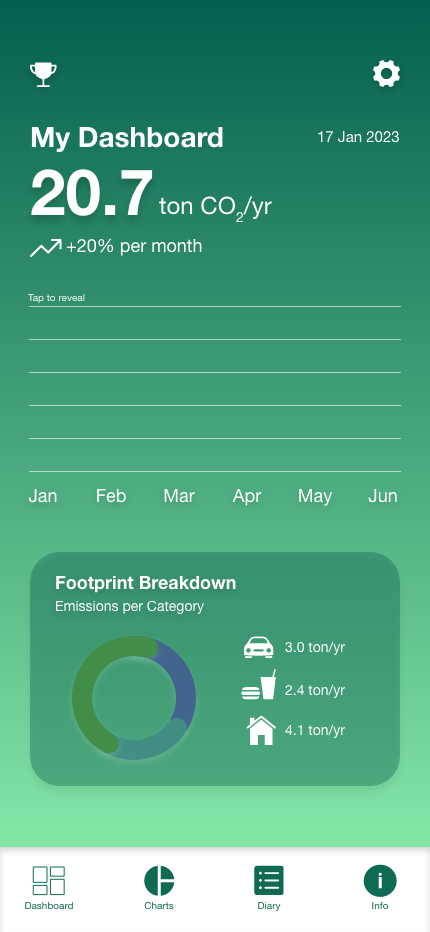 My Dashboard
17 Jan 2023
20.7 ton CO₂/yr
+20% per month
Tap to reveal
Jan Feb Mar Apr May Jun
Footprint Breakdown
Emissions per Category
3.0 ton/yr
2.4 ton/yr
4.1 ton/yr
Dashboard Charts Diary Info